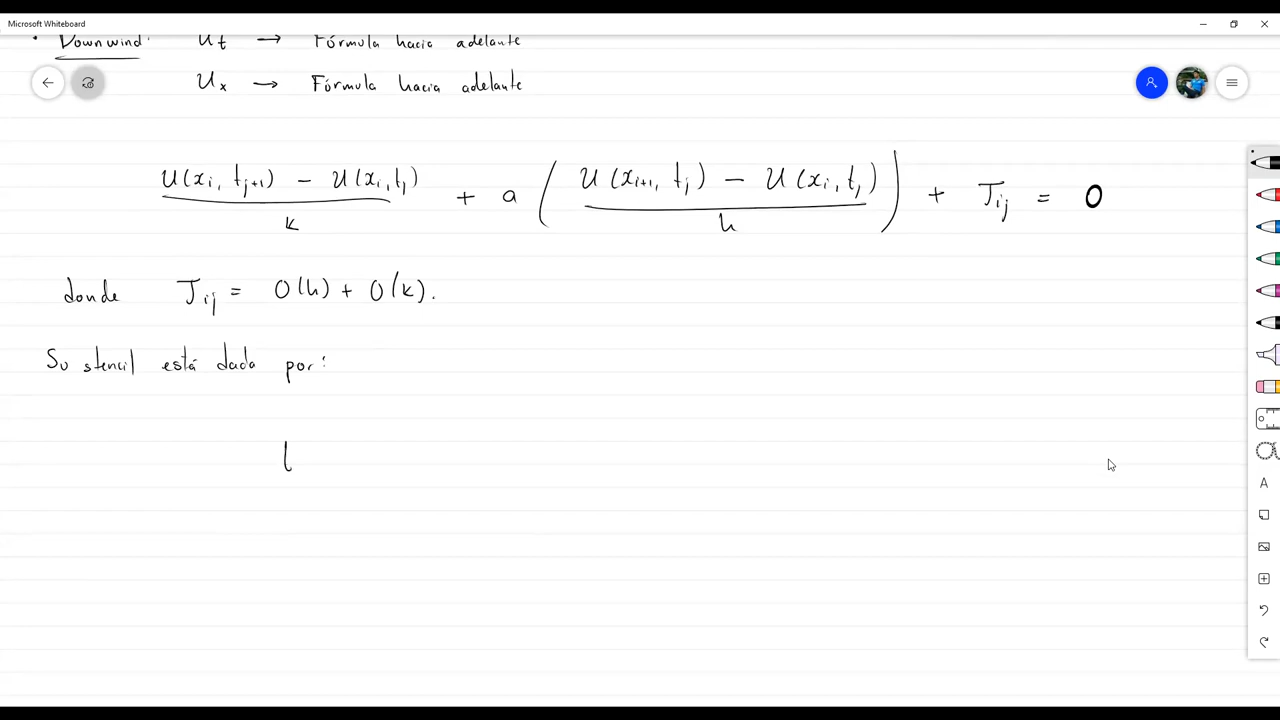 Microsoft Whiteboard
• Downwind: Ut → Fórmula hacia adelante
Ux → Fórmula hacia adelante
(U(xi, tj+1) − U(xi, tj))/k + a ((U(xi+1, tj) − U(xi, tj))/h) + Tij = 0
donde Tij = O(h) + O(k).
Su stencil está dada por: